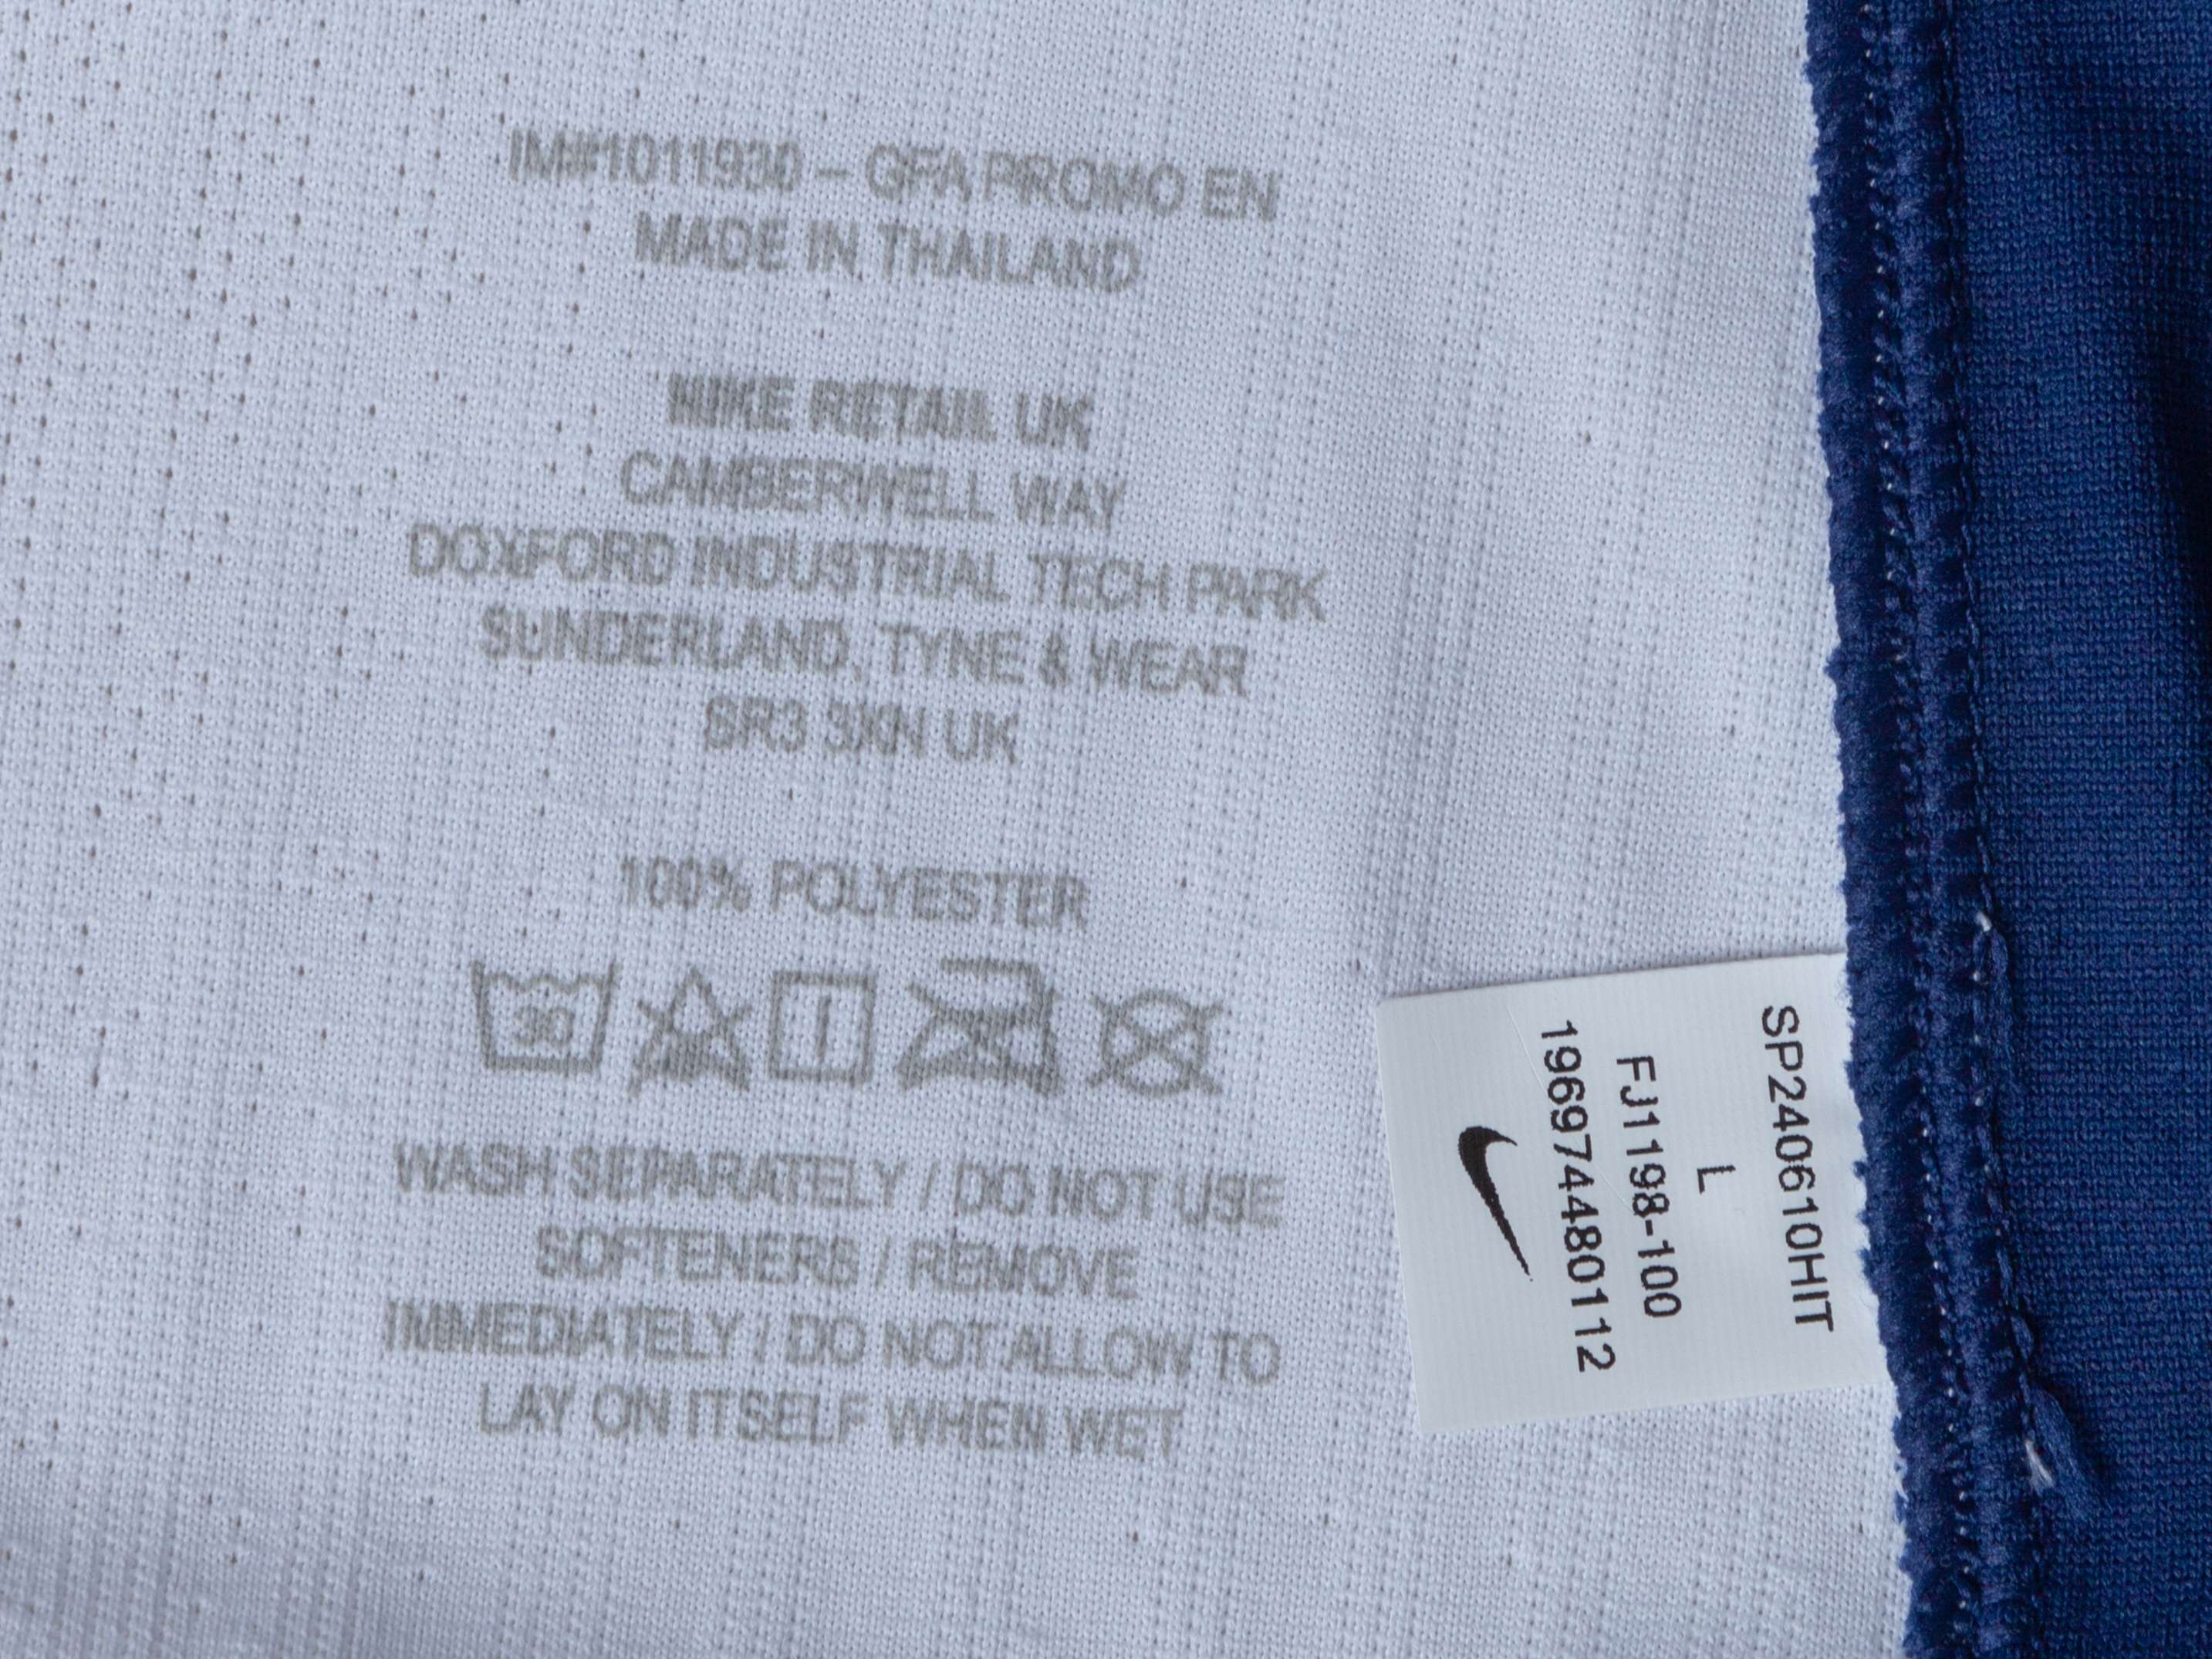 IM#1011930 – GFA PROMO EN
MADE IN THAILAND
NIKE RETAIL UK
CAMBERWELL WAY
DOXFORD INDUSTRIAL TECH PARK
SUNDERLAND, TYNE & WEAR
SR3 3XN UK
100% POLYESTER
30
WASH SEPARATELY / DO NOT USE
SOFTENERS / REMOVE
IMMEDIATELY / DO NOT ALLOW TO
LAY ON ITSELF WHEN WET
SP240610HIT
L
FJ1198-100
196974480112